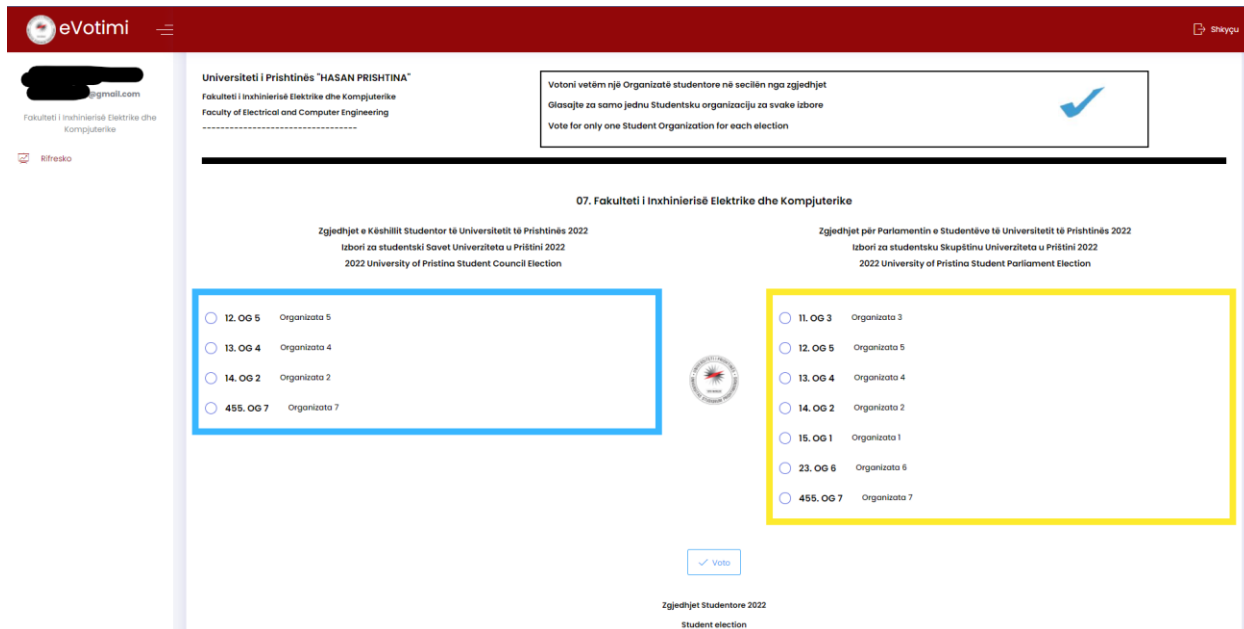 eVotimi
Shkyçu
@gmail.com
Fakulteti i Inxhinierisë Elektrike dhe
Kompjuterike
Rifresko
Universiteti i Prishtinës "HASAN PRISHTINA"
Fakulteti i Inxhinierisë Elektrike dhe Kompjuterike
Faculty of Electrical and Computer Engineering
----------------------------------
Votoni vetëm një Organizatë studentore në secilën nga zgjedhjet
Glasajte za samo jednu Studentsku organizaciju za svake izbore
Vote for only one Student Organization for each election
07. Fakulteti i Inxhinierisë Elektrike dhe Kompjuterike
Zgjedhjet e Këshillit Studentor të Universitetit të Prishtinës 2022
Izbori za studentski Savet Univerziteta u Prištini 2022
2022 University of Pristina Student Council Election
12. OG 5 Organizata 5
13. OG 4 Organizata 4
14. OG 2 Organizata 2
455. OG 7 Organizata 7
Zgjedhjet për Parlamentin e Studentëve të Universitetit të Prishtinës 2022
Izbori za studentsku Skupštinu Univerziteta u Prištini 2022
2022 University of Pristina Student Parliament Election
11. OG 3 Organizata 3
12. OG 5 Organizata 5
13. OG 4 Organizata 4
14. OG 2 Organizata 2
15. OG 1 Organizata 1
23. OG 6 Organizata 6
455. OG 7 Organizata 7
Voto
Zgjedhjet Studentore 2022
Student election